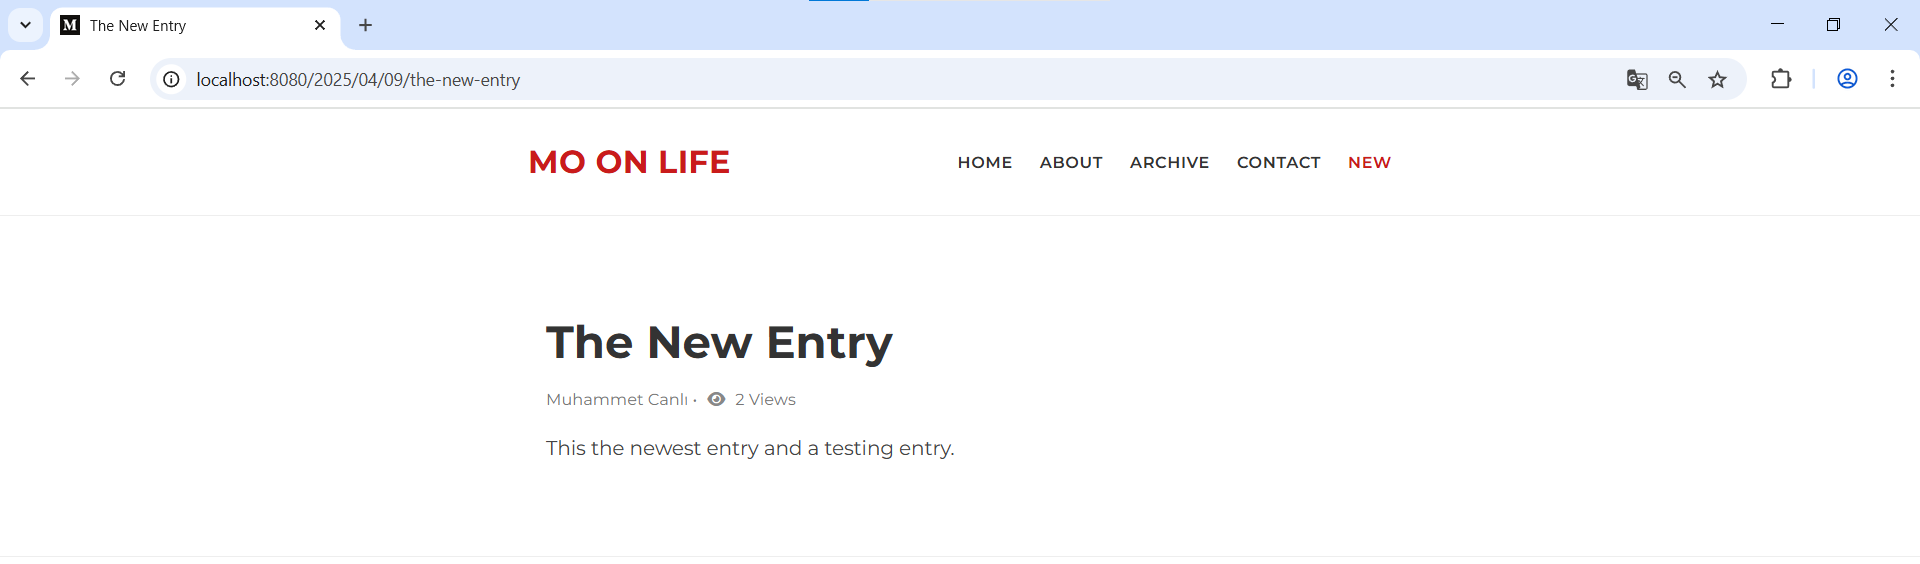 M The New Entry
localhost:8080/2025/04/09/the-new-entry
MO ON LIFE HOME ABOUT ARCHIVE CONTACT NEW
The New Entry
Muhammet Canlı • 2 Views
This the newest entry and a testing entry.